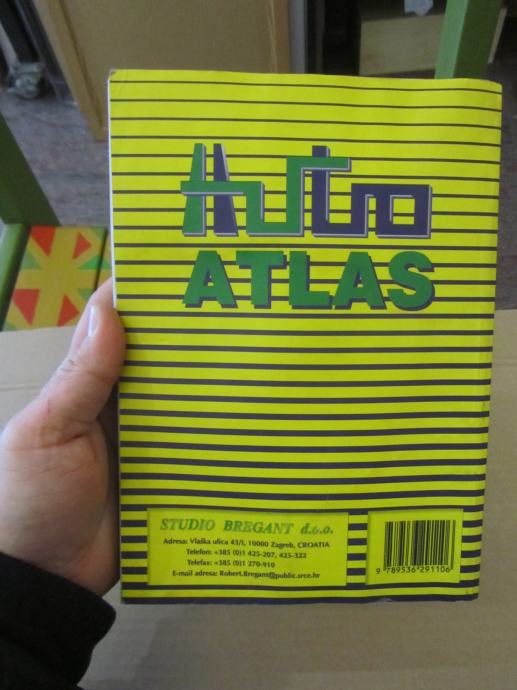 Auto
ATLAS
STUDIO BREGANT d.o.o.
Adresa: Vlaška ulica 43/I, 10000 Zagreb, CROATIA
Telefon: +385 (0)1 425-207, 425-322
Telefax: +385 (0)1 270-910
E-mail adresa: Robert.Bregant@public.srce.hr
9 789536 291106